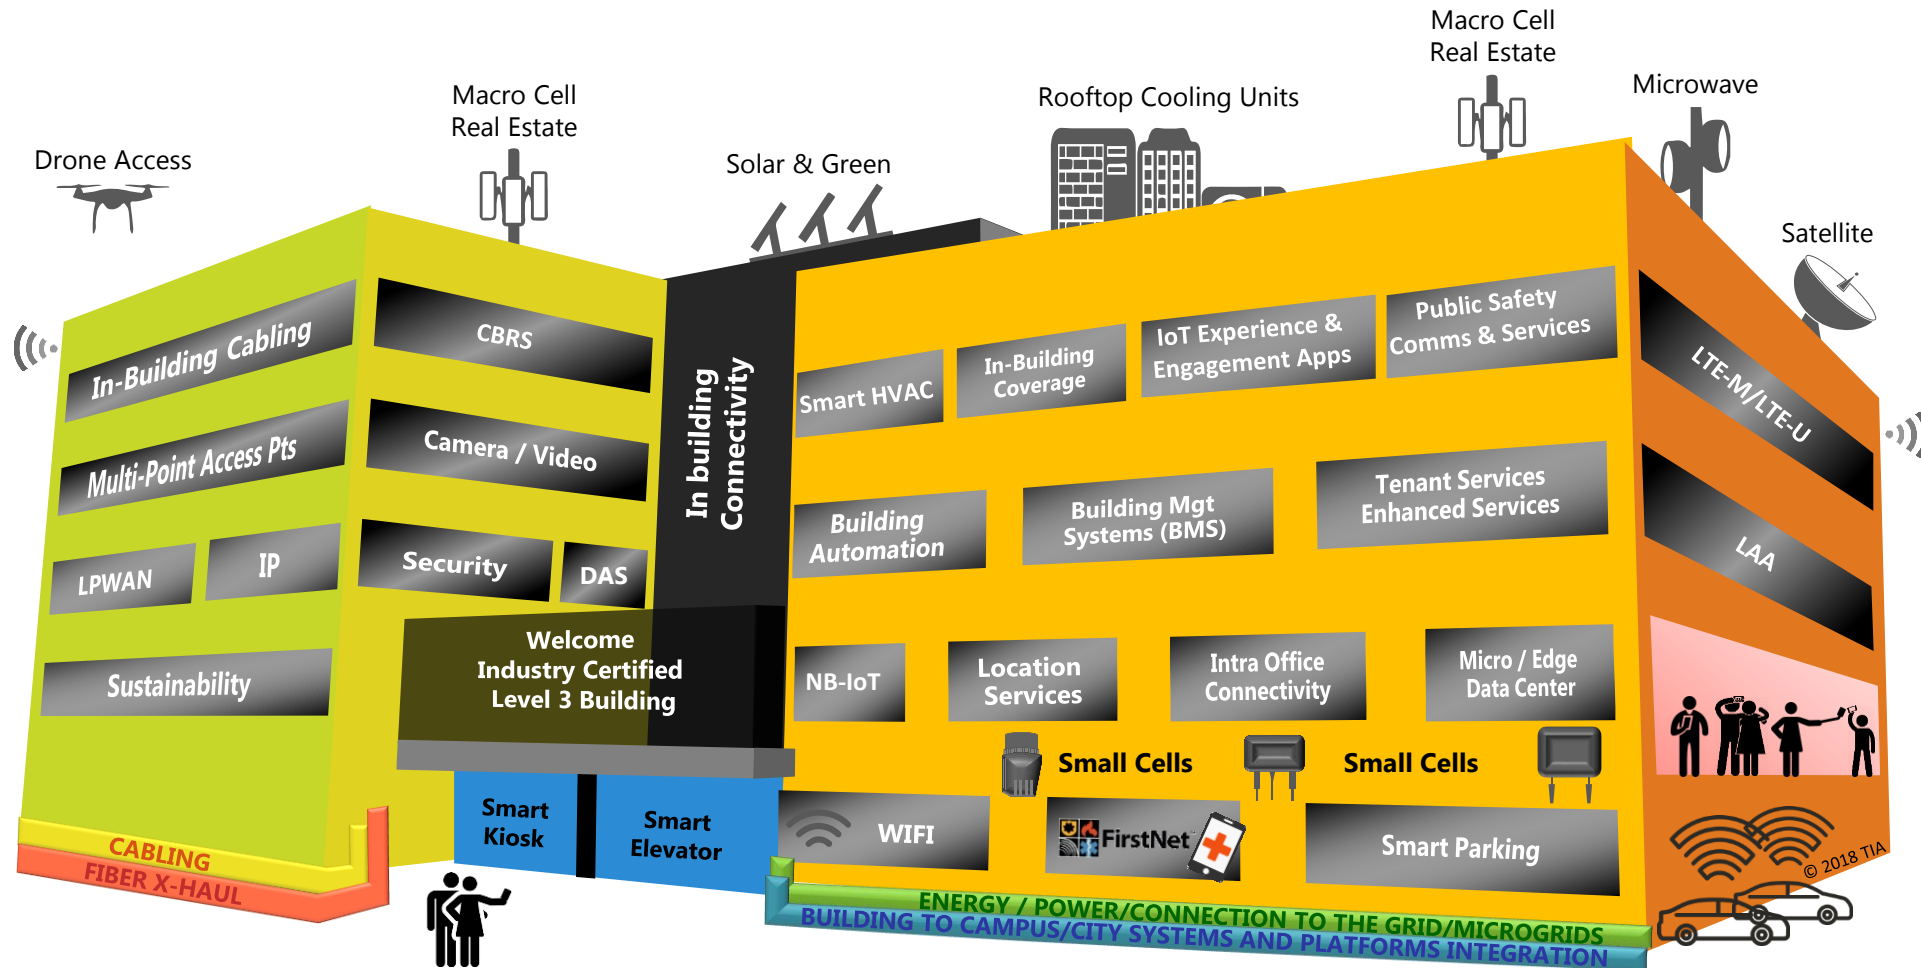 Drone Access
Macro Cell
Real Estate
Solar & Green
Rooftop Cooling Units
Macro Cell
Real Estate
Microwave
Satellite
In-Building Cabling
Multi-Point Access Pts
LPWAN
IP
Sustainability
CBRS
Camera / Video
Security
DAS
In building
Connectivity
Welcome
Industry Certified
Level 3 Building
Smart
Kiosk
Smart
Elevator
Smart HVAC
In-Building
Coverage
IoT Experience &
Engagement Apps
Public Safety
Comms & Services
Building
Automation
Building Mgt
Systems (BMS)
Tenant Services
Enhanced Services
NB-IoT
Location
Services
Intra Office
Connectivity
Micro / Edge
Data Center
Small Cells
Small Cells
WIFI
FirstNet
Smart Parking
LTE-M/LTE-U
LAA
© 2018 TIA
CABLING
FIBER X-HAUL
ENERGY / POWER/CONNECTION TO THE GRID/MICROGRIDS
BUILDING TO CAMPUS/CITY SYSTEMS AND PLATFORMS INTEGRATION